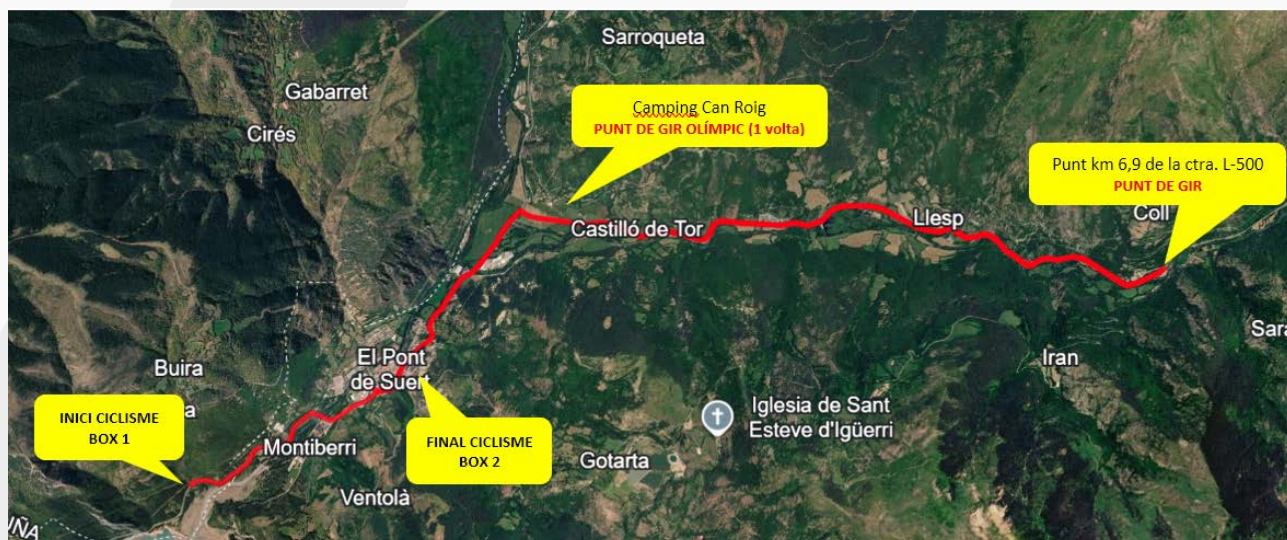 Sarroqueta
Gabarret
Cirés
Camping Can Roig
PUNT DE GIR OLÍMPIC (1 volta)
Punt km 6,9 de la ctra. L-500
PUNT DE GIR
Coll
Llesp
Castilló de Tor
El Pont
de Suert
Buira
Iran
INICI CICLISME
BOX 1
Montiberri
FINAL CICLISME
BOX 2
Iglesia de Sant
Esteve d'Igüerri
Gotarta
Ventolà